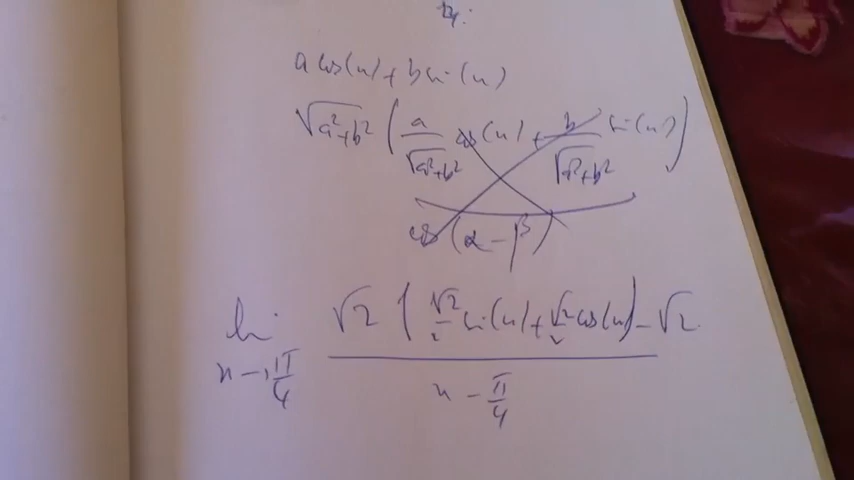 a cos(x) + b sin(x)
√a²+b² ( a/√a²+b² cos(x) + b/√a²+b² sin(x) )
cos(α - β)
lim x→π/4 √2 ( √2/2 sin(x) + √2/2 cos(x) ) - √2 / x - π/4